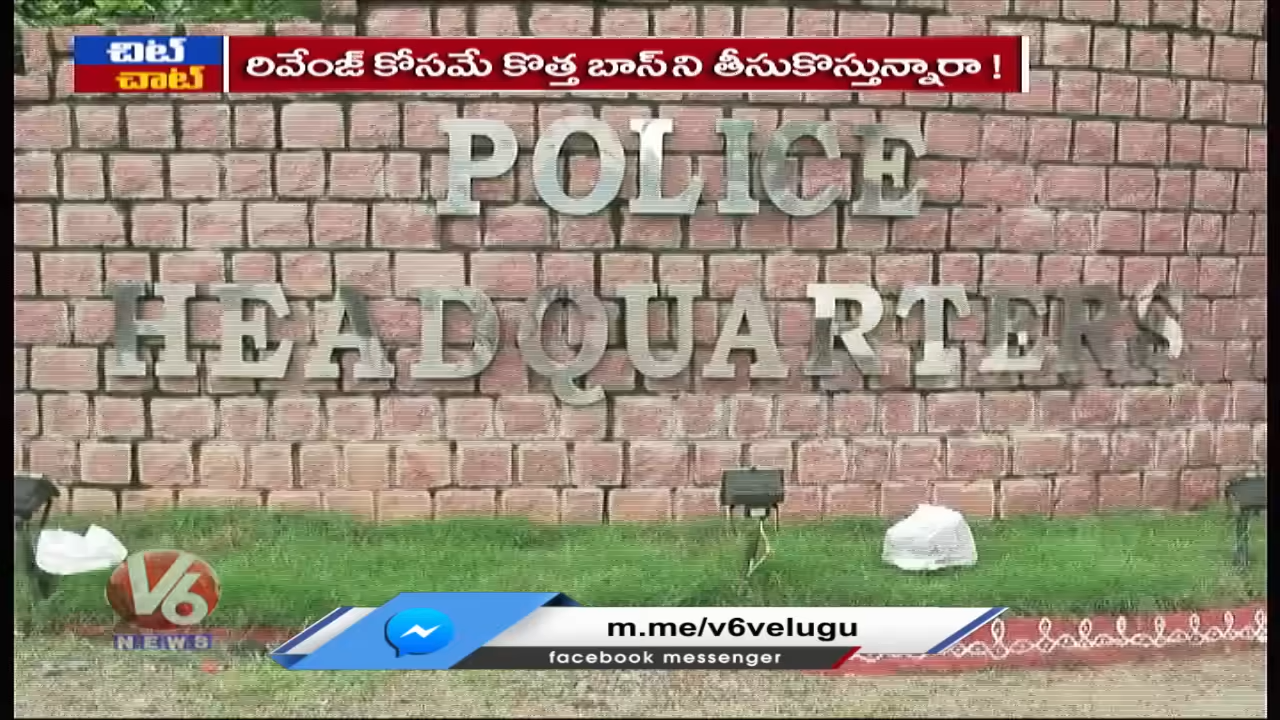 చిట్
చాట్
రివేంజ్ కోసమే కొత్త బాస్ ని తీసుకొస్తున్నారా !
POLICE
HEADQUARTERS
V6
NEWS
m.me/v6velugu
facebook messenger